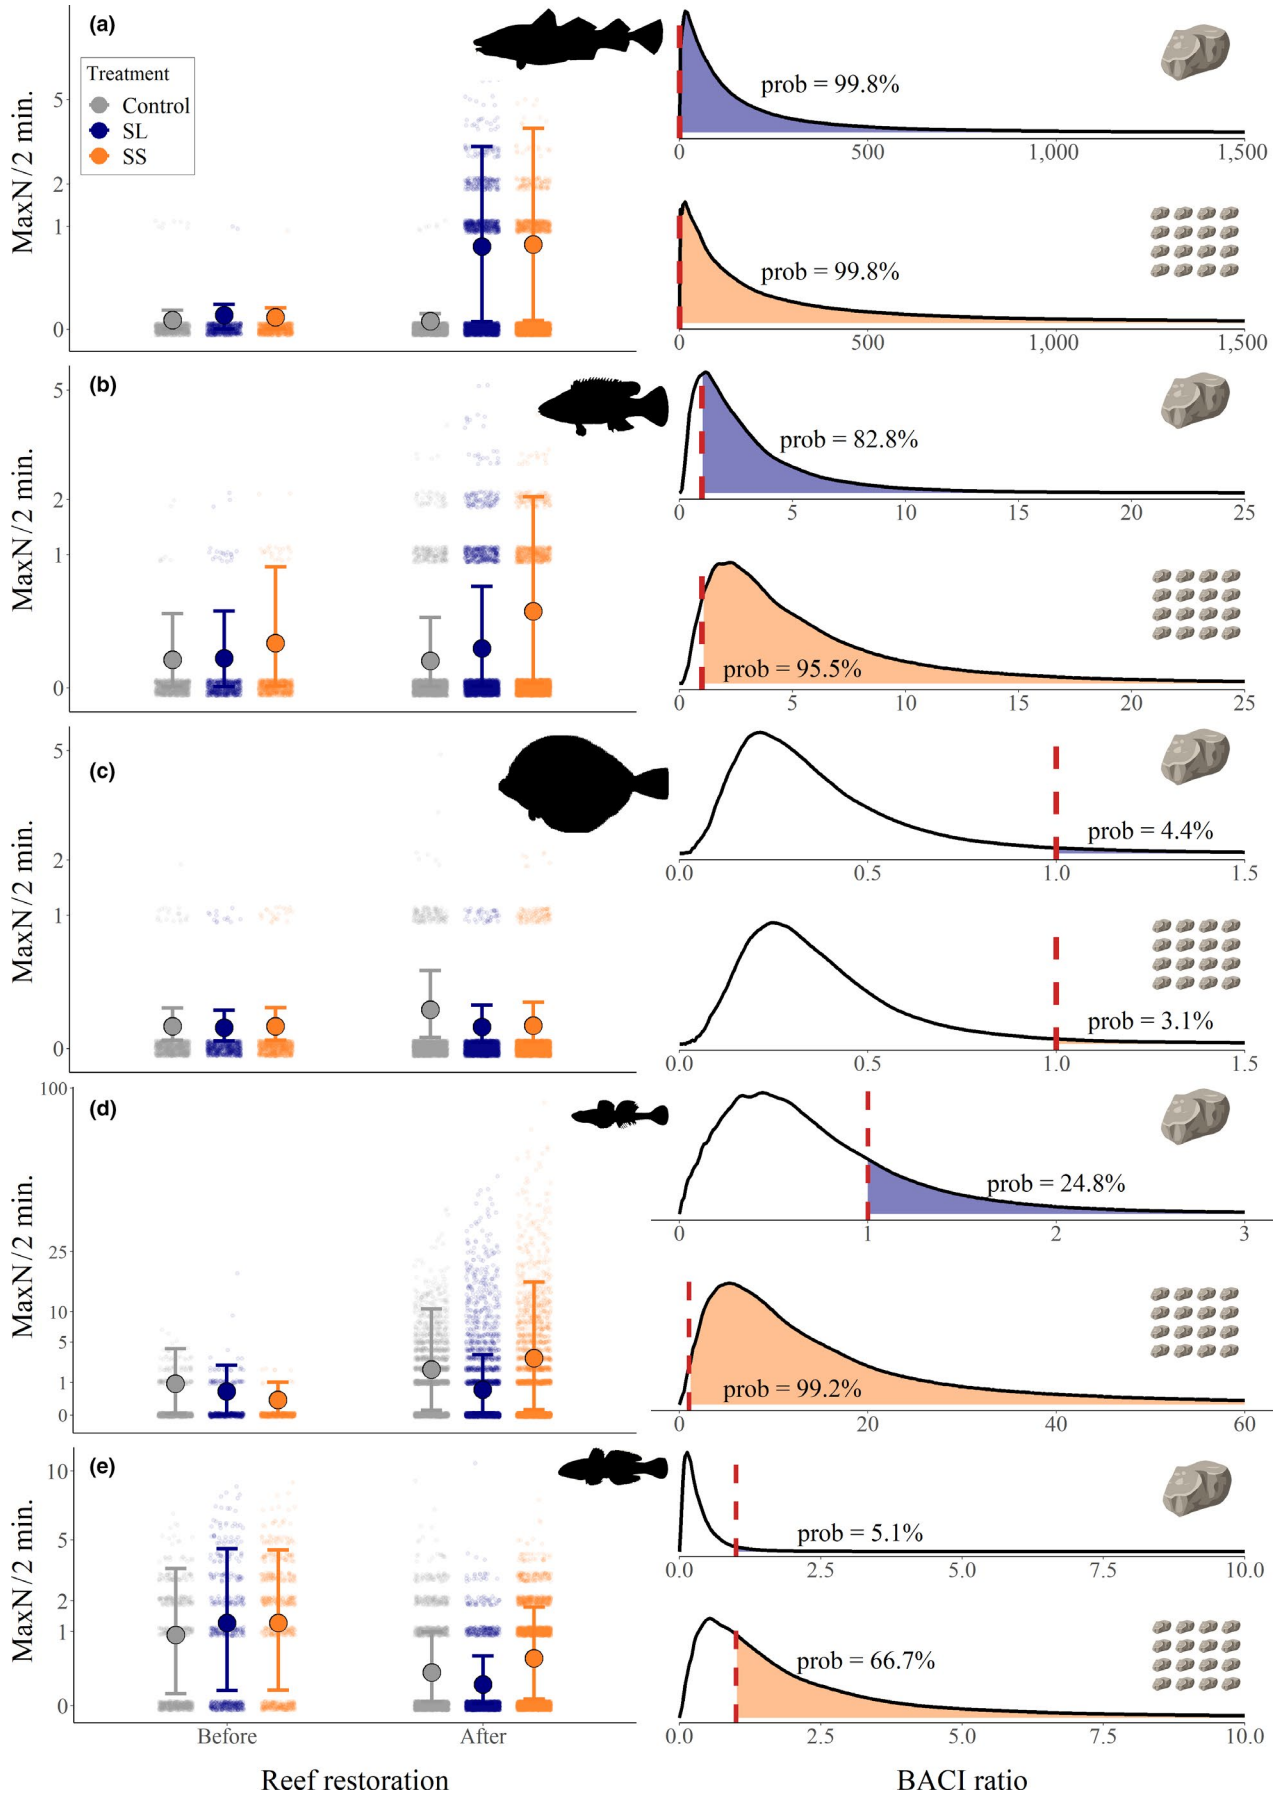 (a)
Treatment
Control
SL
SS
MaxN/2 min.
5
2
1
0
prob = 99.8%
0 500 1,000 1,500
prob = 99.8%
0 500 1,000 1,500
(b)
MaxN/2 min.
5
2
1
0
prob = 82.8%
0 5 10 15 20 25
prob = 95.5%
0 5 10 15 20 25
(c)
MaxN/2 min.
5
2
1
0
prob = 4.4%
0.0 0.5 1.0 1.5
prob = 3.1%
0.0 0.5 1.0 1.5
(d)
MaxN/2 min.
100
25
10
5
1
0
prob = 24.8%
0 1 2 3
prob = 99.2%
0 20 40 60
(e)
MaxN/2 min.
10
5
2
1
0
Before After
prob = 5.1%
0.0 2.5 5.0 7.5 10.0
prob = 66.7%
0.0 2.5 5.0 7.5 10.0
Reef restoration
BACI ratio